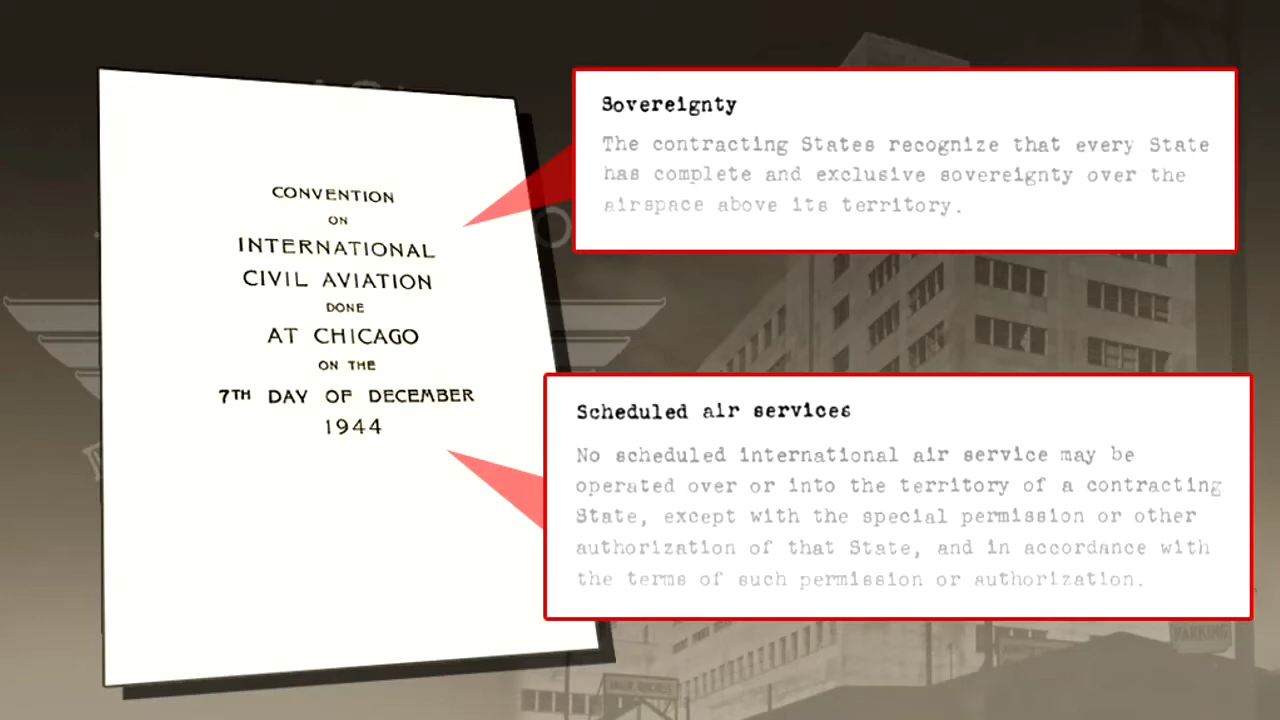 CONVENTION
ON
INTERNATIONAL
CIVIL AVIATION
DONE
AT CHICAGO
ON THE
7TH DAY OF DECEMBER
1944
Sovereignty
The contracting States recognize that every State
has complete and exclusive sovereignty over the
airspace above its territory.
Scheduled air services
No scheduled international air service may be
operated over or into the territory of a contracting
State, except with the special permission or other
authorization of that State, and in accordance with
the terms of such permission or authorization.
PARKING